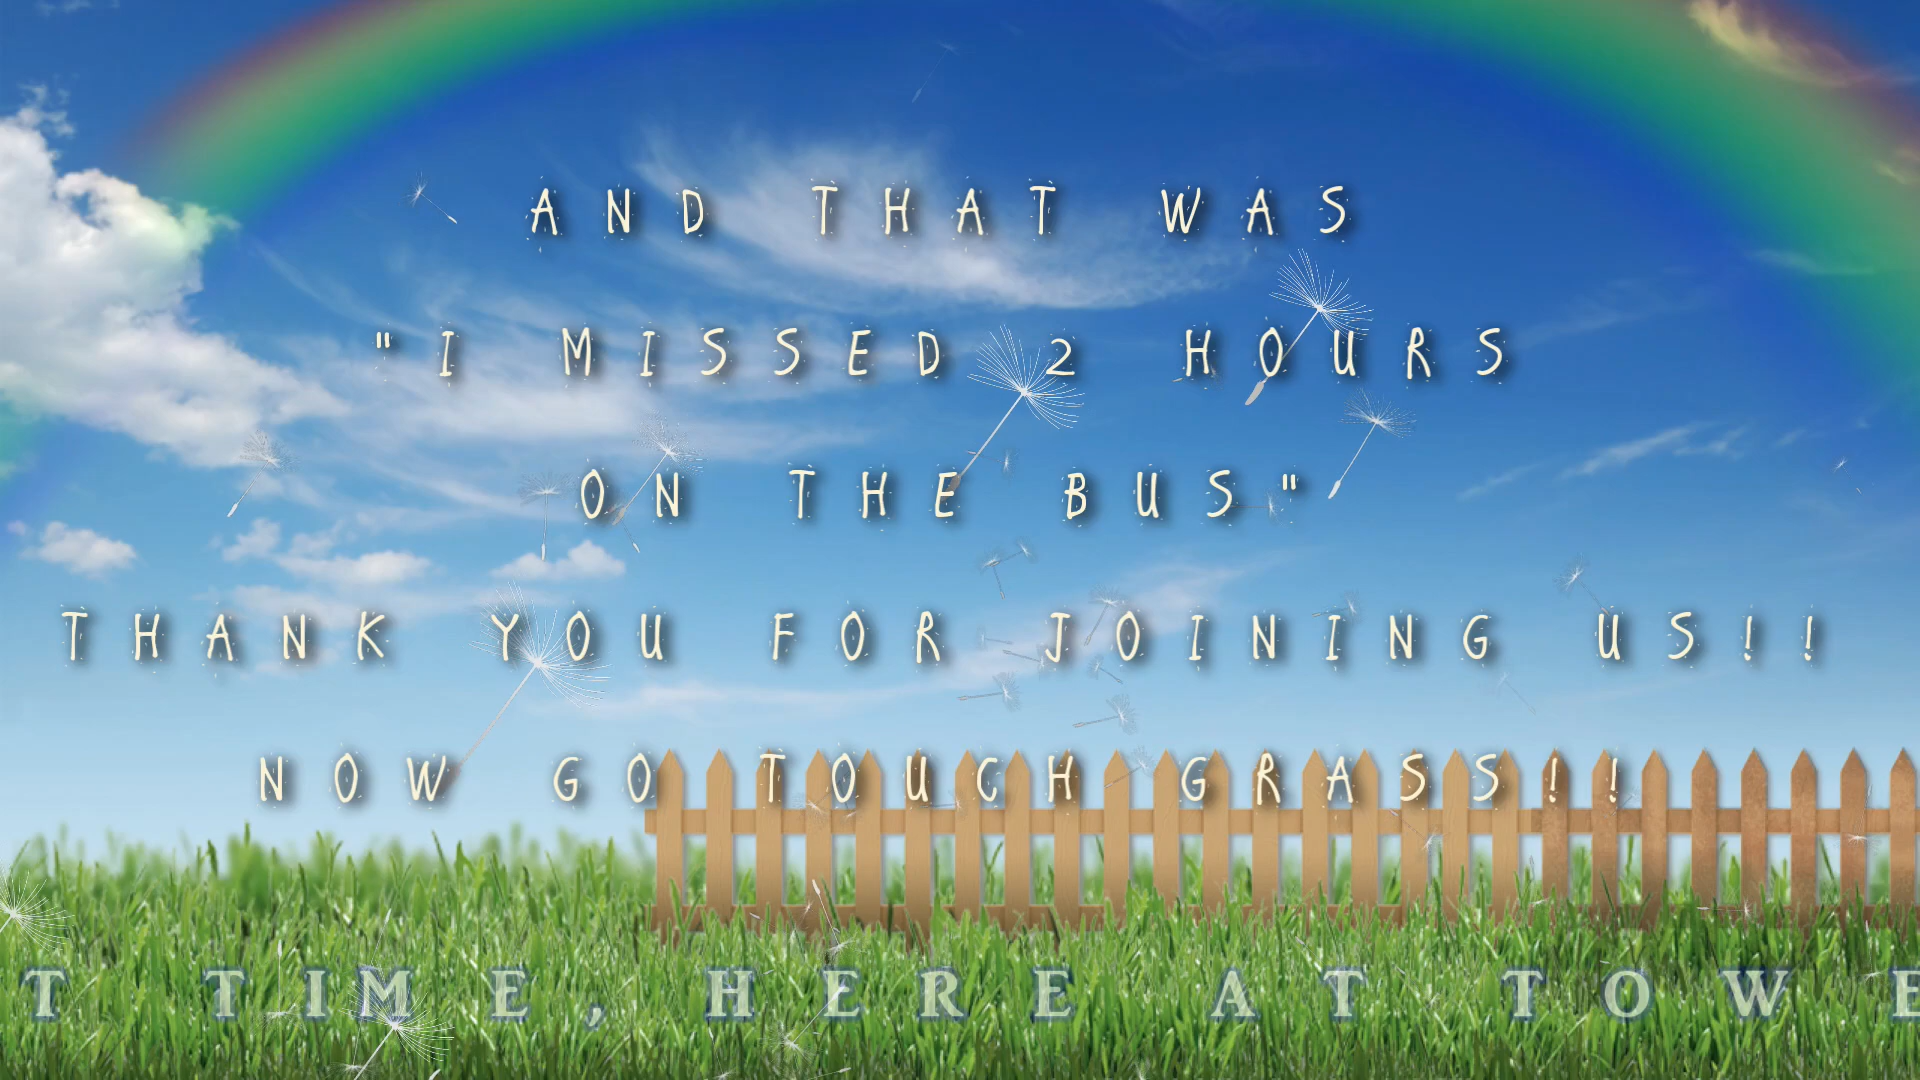 AND THAT WAS
"I MISSED 2 HOURS
ON THE BUS"
THANK YOU FOR JOINING US!!
NOW GO TOUCH GRASS!!
T TIME, HERE AT TOWE